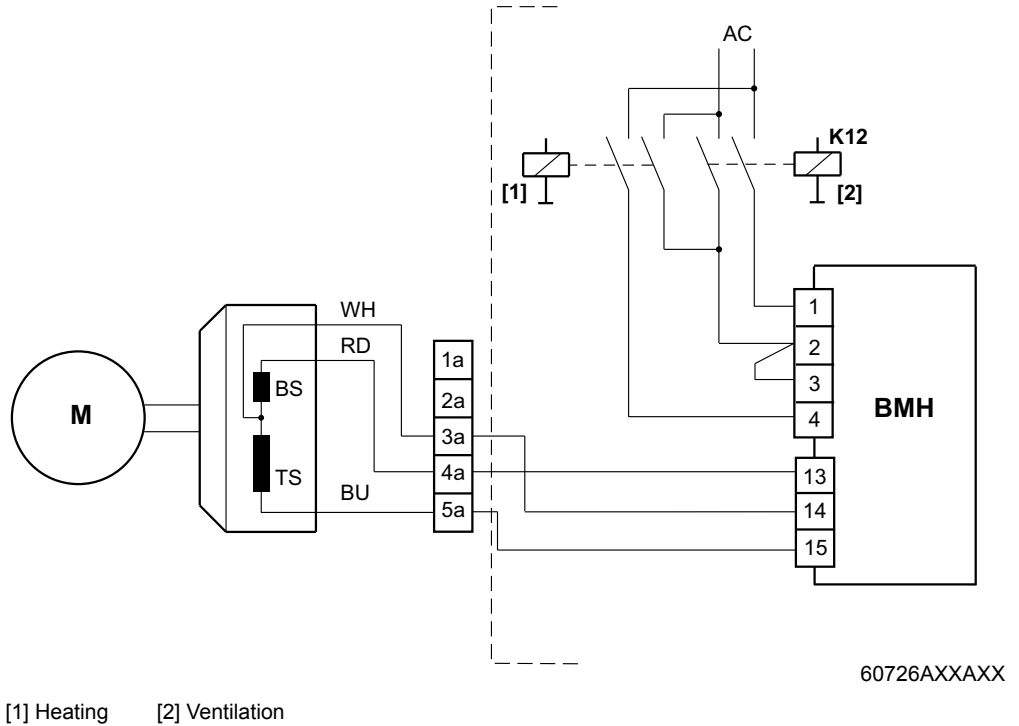 AC
K12
[1]
[2]
1
2
3
4
BMH
13
14
15
WH
RD
BS
TS
BU
M
1a
2a
3a
4a
5a
60726AXXAXX
[1] Heating [2] Ventilation